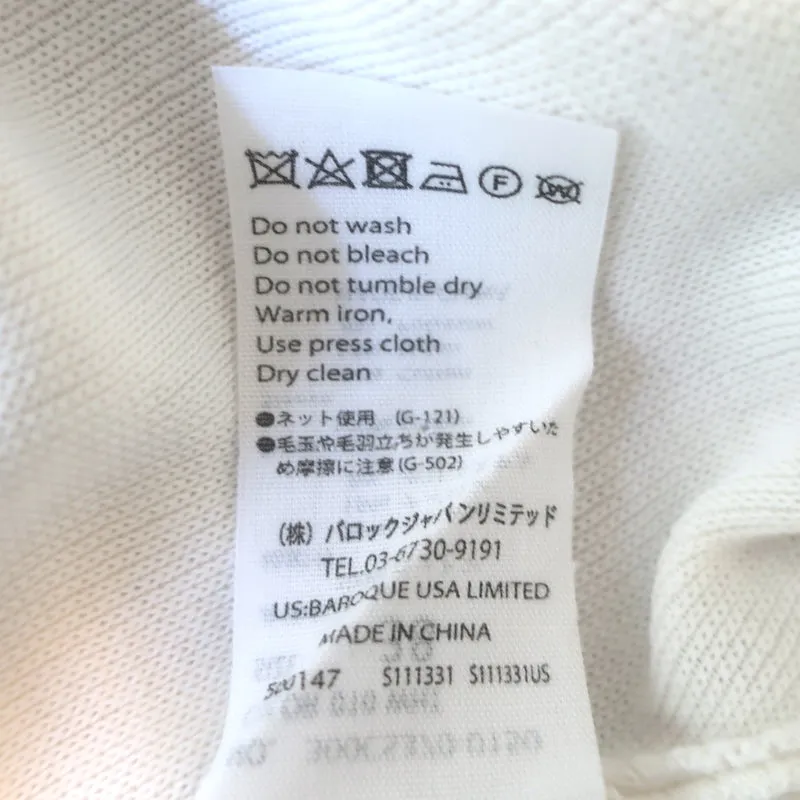 F
W
Do not wash
Do not bleach
Do not tumble dry
Warm iron,
Use press cloth
Dry clean
●ネット使用 (G-121)
●毛玉や毛羽立ちが発生しやすいた
め摩擦に注意(G-502)
(株) バロックジャパンリミテッド
TEL.03-6730-9191
US:BAROQUE USA LIMITED
MADE IN CHINA
S111331 S111331US